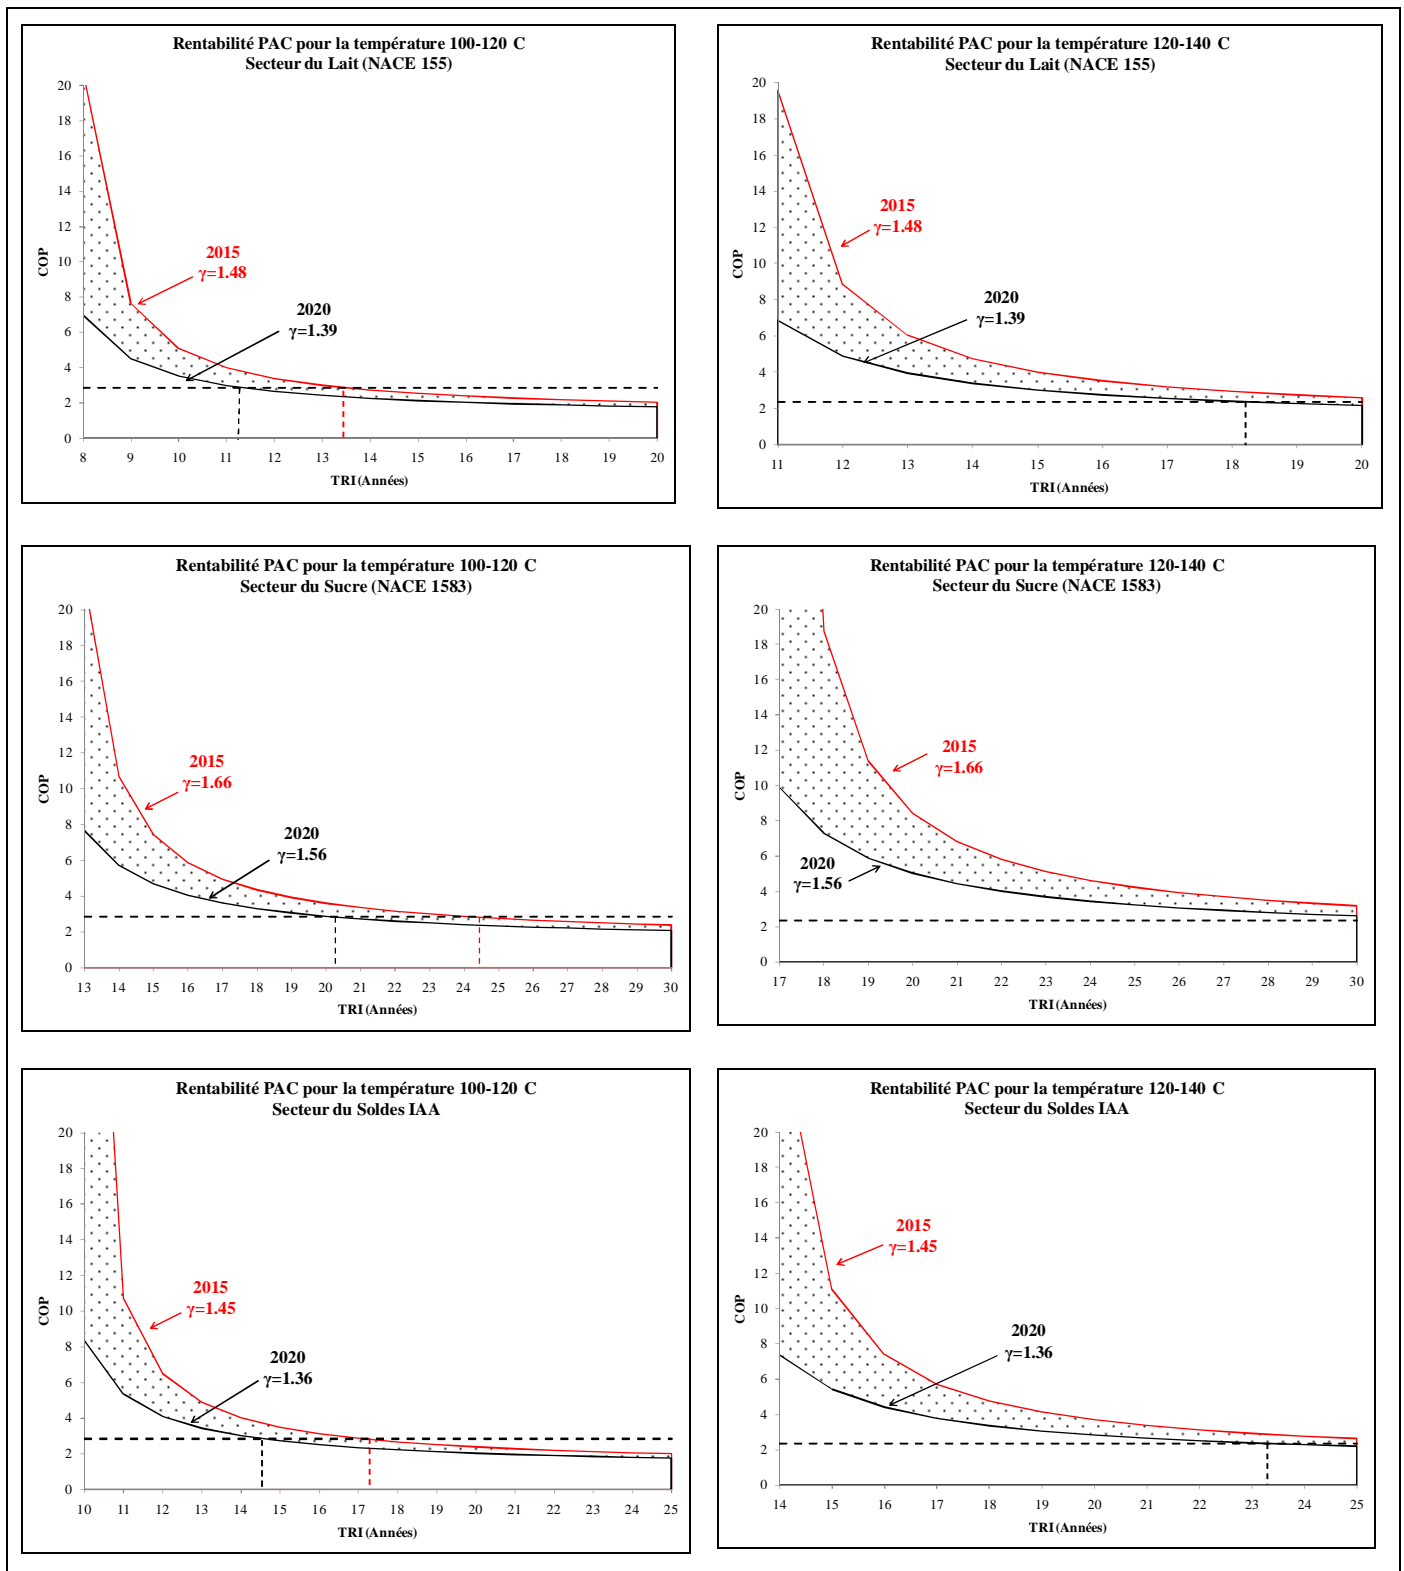 Rentabilité PAC pour la température 100-120 C
Secteur du Lait (NACE 155)
20
18
16
14
12
10
8
6
4
2
0
COP
2015
γ=1.48
2020
γ=1.39
8 9 10 11 12 13 14 15 16 17 18 19 20
TRI (Années)
Rentabilité PAC pour la température 120-140 C
Secteur du Lait (NACE 155)
20
18
16
14
12
10
8
6
4
2
0
COP
2015
γ=1.48
2020
γ=1.39
11 12 13 14 15 16 17 18 19 20
TRI (Années)
Rentabilité PAC pour la température 100-120 C
Secteur du Sucre (NACE 1583)
20
18
16
14
12
10
8
6
4
2
0
COP
2015
γ=1.66
2020
γ=1.56
13 14 15 16 17 18 19 20 21 22 23 24 25 26 27 28 29 30
TRI (Années)
Rentabilité PAC pour la température 120-140 C
Secteur du Sucre (NACE 1583)
20
18
16
14
12
10
8
6
4
2
0
COP
2015
γ=1.66
2020
γ=1.56
17 18 19 20 21 22 23 24 25 26 27 28 29 30
TRI (Années)
Rentabilité PAC pour la température 100-120 C
Secteur du Soldes IAA
20
18
16
14
12
10
8
6
4
2
0
COP
2015
γ=1.45
2020
γ=1.36
10 11 12 13 14 15 16 17 18 19 20 21 22 23 24 25
TRI (Années)
Rentabilité PAC pour la température 120-140 C
Secteur du Soldes IAA
20
18
16
14
12
10
8
6
4
2
0
COP
2015
γ=1.45
2020
γ=1.36
14 15 16 17 18 19 20 21 22 23 24 25
TRI (Années)